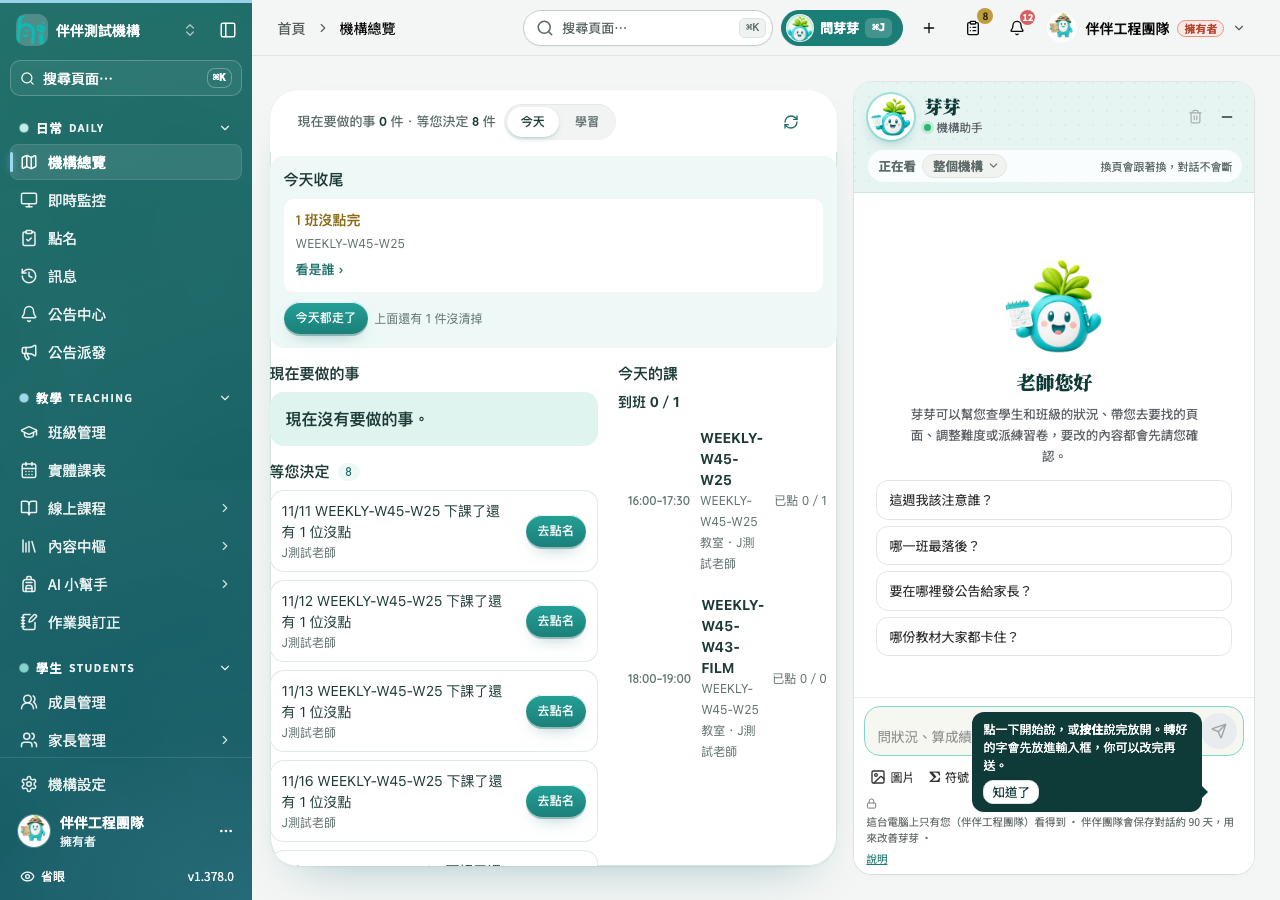 伴伴測試機構
搜尋頁面⋯
⌘K
日常 DAILY
機構總覽
即時監控
點名
訊息
公告中心
公告派發
教學 TEACHING
班級管理
實體課表
線上課程
內容中樞
AI 小幫手
作業與訂正
學生 STUDENTS
成員管理
家長管理
機構設定
伴伴工程團隊
擁有者
省眼
v1.378.0
首頁
機構總覽
搜尋頁面⋯
⌘K
問芽芽
⌘J
8
12
伴伴工程團隊
擁有者
現在要做的事 0 件 · 等您決定 8 件
今天
學習
今天收尾
1 班沒點完
WEEKLY-W45-W25
看是誰 ›
今天都走了
上面還有 1 件沒清掉
現在要做的事
現在沒有要做的事。
等您決定
8
11/11 WEEKLY-W45-W25 下課了還
有 1 位沒點
J測試老師
去點名
11/12 WEEKLY-W45-W25 下課了還
有 1 位沒點
J測試老師
去點名
11/13 WEEKLY-W45-W25 下課了還
有 1 位沒點
J測試老師
去點名
11/16 WEEKLY-W45-W25 下課了還
有 1 位沒點
J測試老師
去點名
今天的課
到班 0 / 1
16:00–17:30
WEEKLY-
W45-
W25
WEEKLY-
W45-W25
教室 · J測
試老師
已點 0 / 1
18:00–19:00
WEEKLY-
W45-
W43-
FILM
WEEKLY-
W45-W25
教室 · J測
試老師
已點 0 / 0
芽芽
機構助手
正在看
整個機構
換頁會跟著換，對話不會斷
老師您好
芽芽可以幫您查學生和班級的狀況、帶您去要找的頁
面、調整難度或派練習卷，要改的內容都會先請您確
認。
這週我該注意誰？
哪一班最落後？
要在哪裡發公告給家長？
哪份教材大家都卡住？
問狀況、算成績
點一下開始說，或按住說完放開。轉好
的字會先放進輸入框，你可以改完再
送。
知道了
圖片
符號
這台電腦上只有您（伴伴工程團隊）看得到 · 伴伴團隊會保存對話約 90 天，用
來改善芽芽 ·
說明